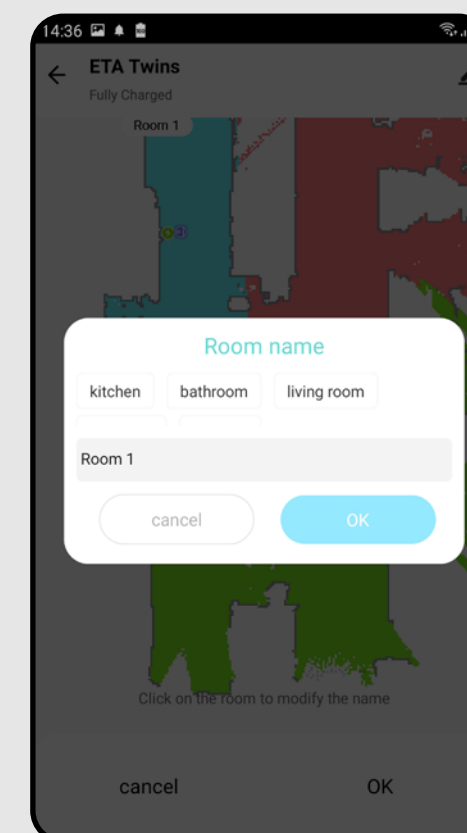 14:36
ETA Twins
Fully Charged
Room 1
Room name
kitchen bathroom living room
Room 1
cancel OK
Click on the room to modify the name
cancel OK